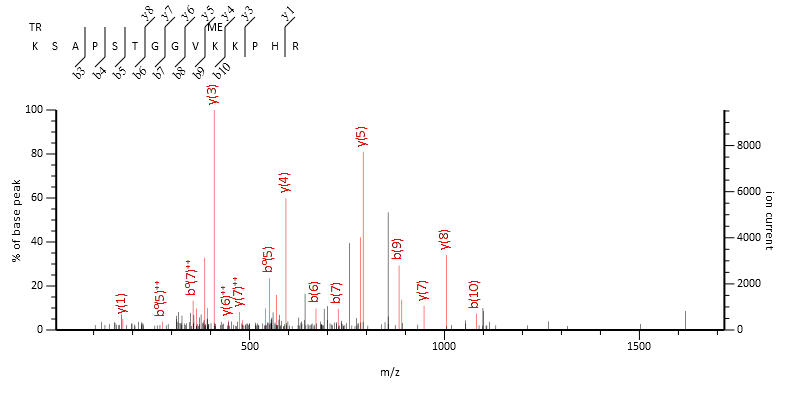 y8 y7 y6 y5 y4 y3 y1
TR ME
K S A P S T G G V K K P H R
b3 b4 b5 b6 b7 b8 b9 b10
100
80
60
40
20
0
% of base peak
8000
6000
4000
2000
0
ion current
y(1)
b°(5)++
b°(7)++
y(3)
y(6)++
y(7)++
b°(5)
y(4)
b(6)
b(7)
y(5)
b(9)
y(7)
y(8)
b(10)
500 1000 1500
m/z